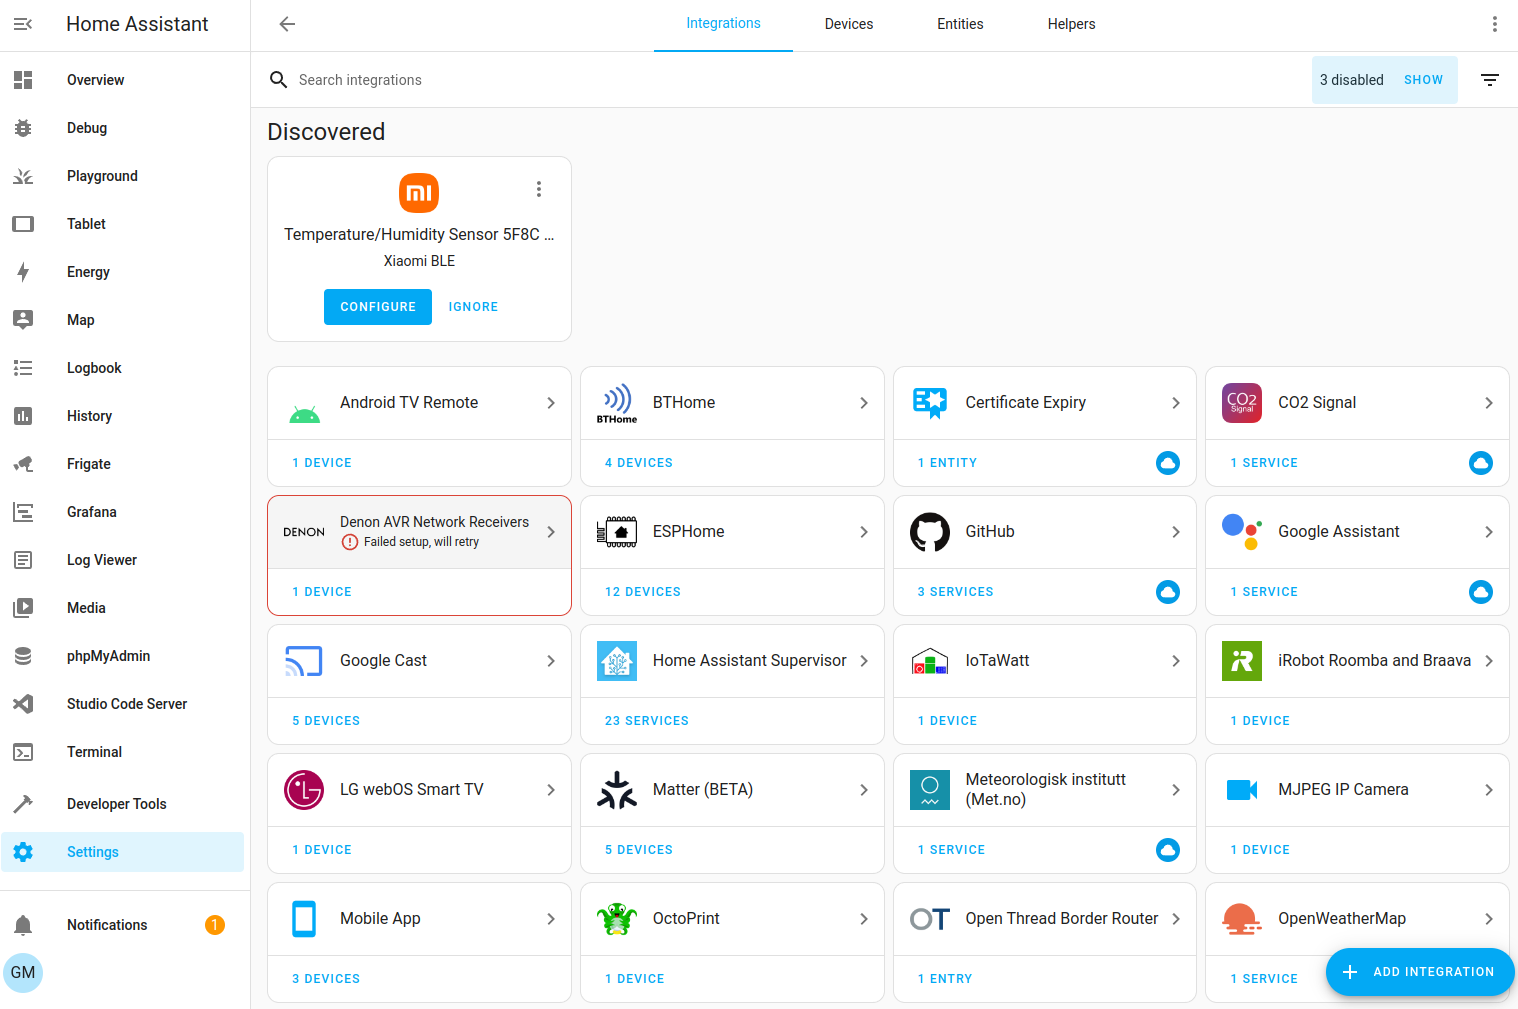 Home Assistant
Overview
Debug
Playground
Tablet
Energy
Map
Logbook
History
Frigate
Grafana
Log Viewer
Media
phpMyAdmin
Studio Code Server
Terminal
Developer Tools
Settings
Notifications
1
GM
Integrations
Devices
Entities
Helpers
Search integrations
3 disabled
SHOW
Discovered
mi
Temperature/Humidity Sensor 5F8C ...
Xiaomi BLE
CONFIGURE
IGNORE
Android TV Remote
1 DEVICE
BTHome
BTHome
4 DEVICES
Certificate Expiry
1 ENTITY
CO2
Signal
CO2 Signal
1 SERVICE
DENON
Denon AVR Network Receivers
Failed setup, will retry
1 DEVICE
ESPHome
12 DEVICES
GitHub
3 SERVICES
Google Assistant
1 SERVICE
Google Cast
5 DEVICES
Home Assistant Supervisor
23 SERVICES
IoTaWatt
1 DEVICE
iRobot Roomba and Braava
1 DEVICE
LG
LG webOS Smart TV
1 DEVICE
Matter (BETA)
5 DEVICES
Meteorologisk institutt
(Met.no)
1 SERVICE
MJPEG IP Camera
1 DEVICE
Mobile App
3 DEVICES
OctoPrint
1 DEVICE
OT
Open Thread Border Router
1 ENTRY
OpenWeatherMap
1 SERVICE
ADD INTEGRATION